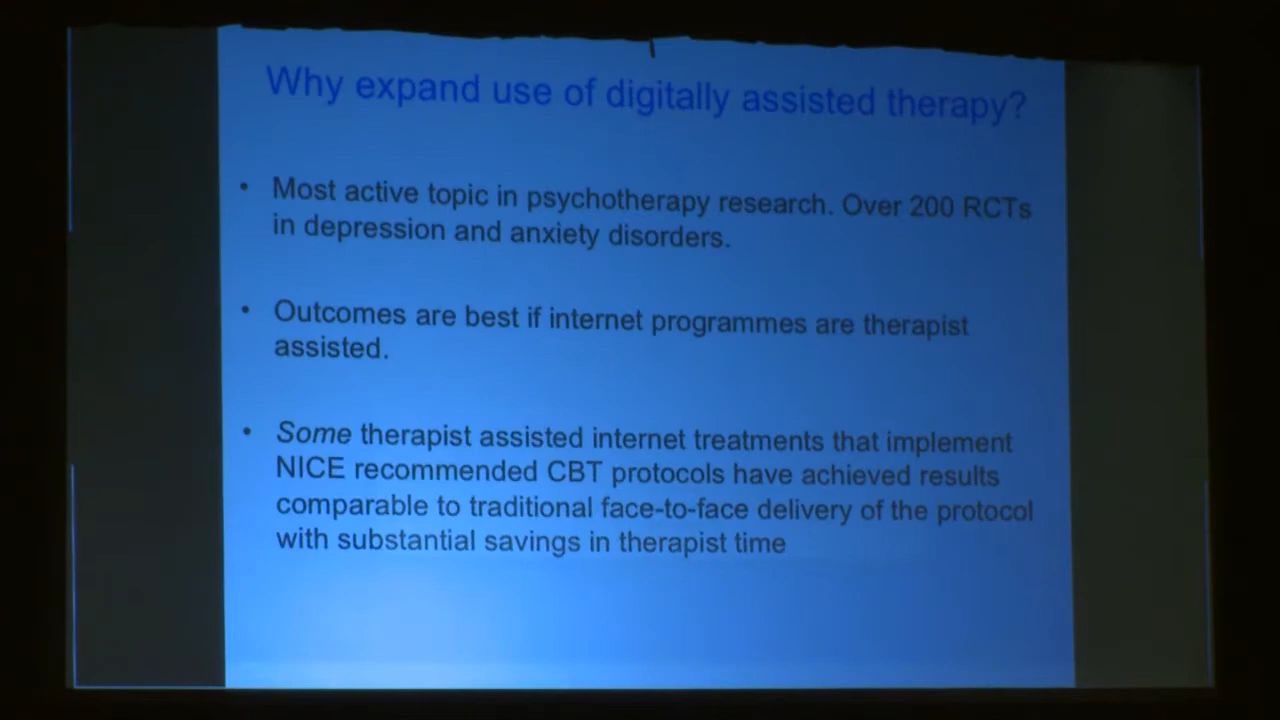 Why expand use of digitally assisted therapy?
• Most active topic in psychotherapy research. Over 200 RCTs
in depression and anxiety disorders.
• Outcomes are best if internet programmes are therapist
assisted.
• Some therapist assisted internet treatments that implement
NICE recommended CBT protocols have achieved results
comparable to traditional face-to-face delivery of the protocol
with substantial savings in therapist time